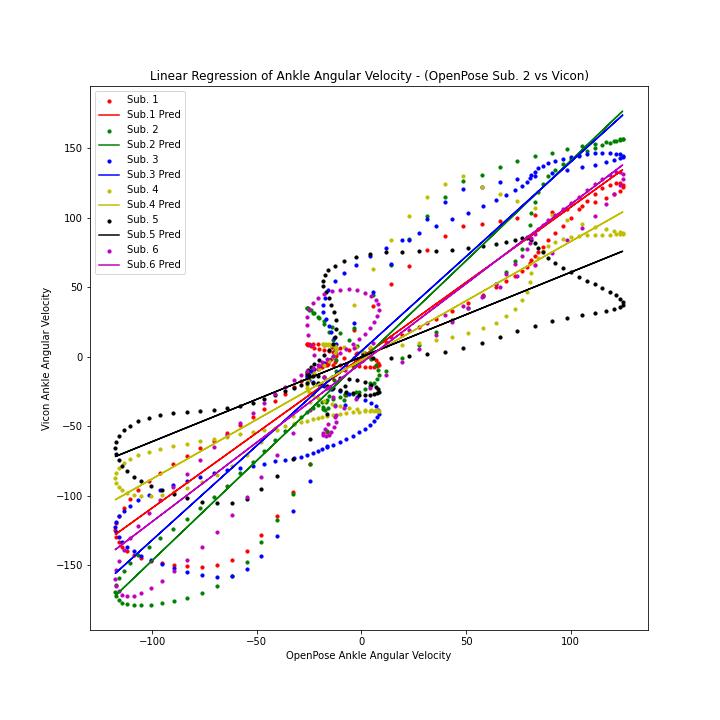 Linear Regression of Ankle Angular Velocity - (OpenPose Sub. 2 vs Vicon)
Sub. 1
Sub.1 Pred
Sub. 2
Sub.2 Pred
Sub. 3
Sub.3 Pred
Sub. 4
Sub.4 Pred
Sub. 5
Sub.5 Pred
Sub. 6
Sub.6 Pred
150
100
50
0
−50
−100
−150
Vicon Ankle Angular Velocity
−100
−50
0
50
100
OpenPose Ankle Angular Velocity